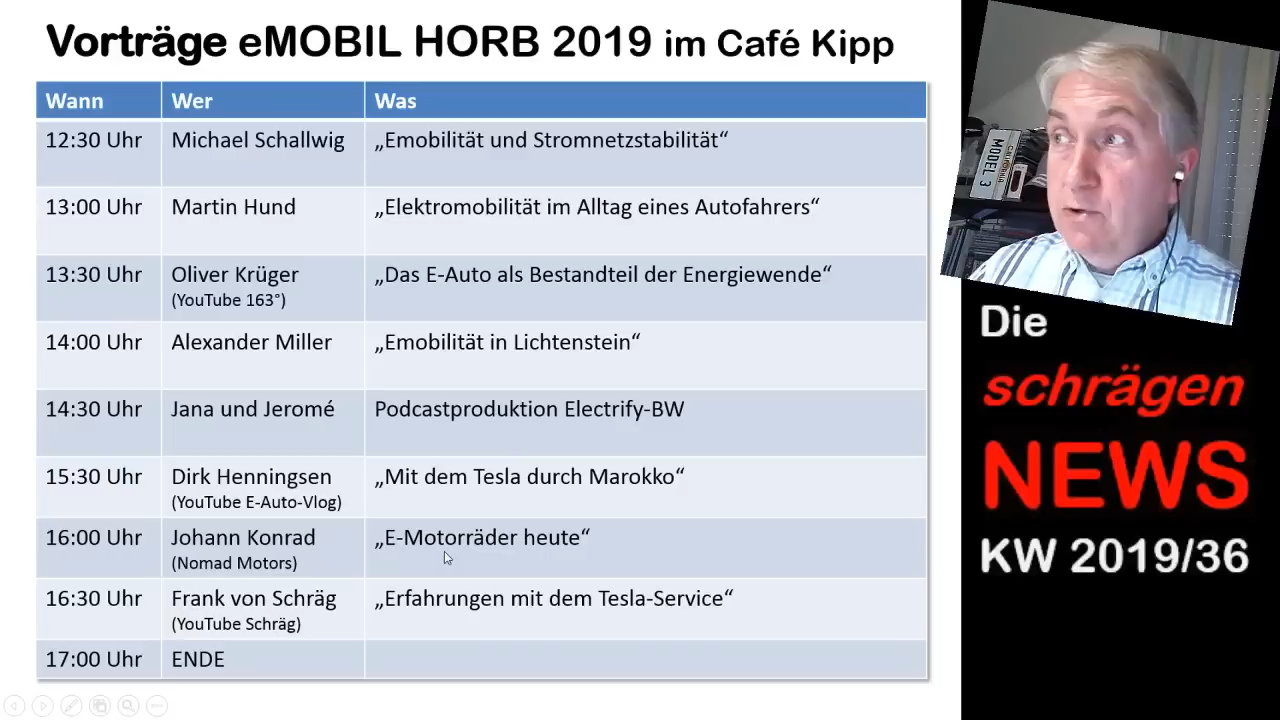 Vorträge eMOBIL HORB 2019 im Café Kipp
Wann Wer Was
12:30 Uhr Michael Schallwig „Emobilität und Stromnetzstabilität“
13:00 Uhr Martin Hund „Elektromobilität im Alltag eines Autofahrers“
13:30 Uhr Oliver Krüger „Das E-Auto als Bestandteil der Energiewende“
(YouTube 163°)
14:00 Uhr Alexander Miller „Emobilität in Lichtenstein“
14:30 Uhr Jana und Jeromé Podcastproduktion Electrify-BW
15:30 Uhr Dirk Henningsen „Mit dem Tesla durch Marokko“
(YouTube E-Auto-Vlog)
16:00 Uhr Johann Konrad „E-Motorräder heute“
(Nomad Motors)
16:30 Uhr Frank von Schräg „Erfahrungen mit dem Tesla-Service“
(YouTube Schräg)
17:00 Uhr ENDE
CALIFORNIA
MODEL 3
Die
schrägen
NEWS
KW 2019/36